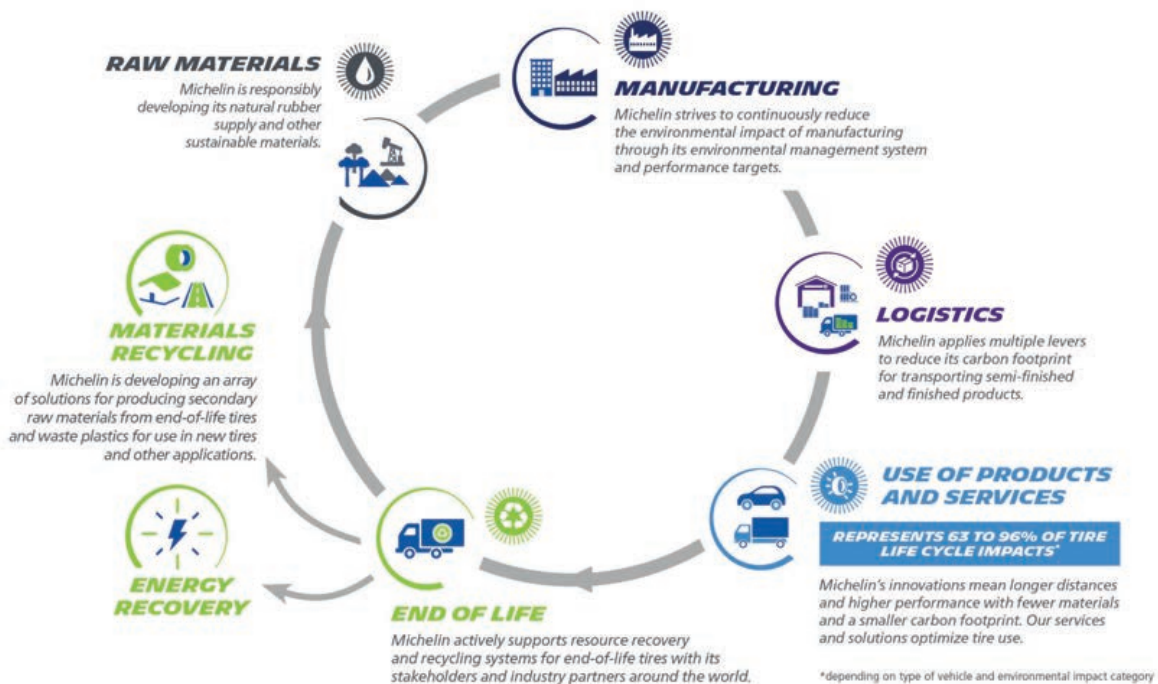 RAW MATERIALS
Michelin is responsibly
developing its natural rubber
supply and other
sustainable materials.
MANUFACTURING
Michelin strives to continuously reduce
the environmental impact of manufacturing
through its environmental management system
and performance targets.
LOGISTICS
Michelin applies multiple levers
to reduce its carbon footprint
for transporting semi-finished
and finished products.
USE OF PRODUCTS
AND SERVICES
REPRESENTS 63 TO 96% OF TIRE
LIFE CYCLE IMPACTS*
Michelin's innovations mean longer distances
and higher performance with fewer materials
and a smaller carbon footprint. Our services
and solutions optimize tire use.
*depending on type of vehicle and environmental impact category
END OF LIFE
Michelin actively supports resource recovery
and recycling systems for end-of-life tires with its
stakeholders and industry partners around the world.
MATERIALS
RECYCLING
Michelin is developing an array
of solutions for producing secondary
raw materials from end-of-life tires
and waste plastics for use in new tires
and other applications.
ENERGY
RECOVERY